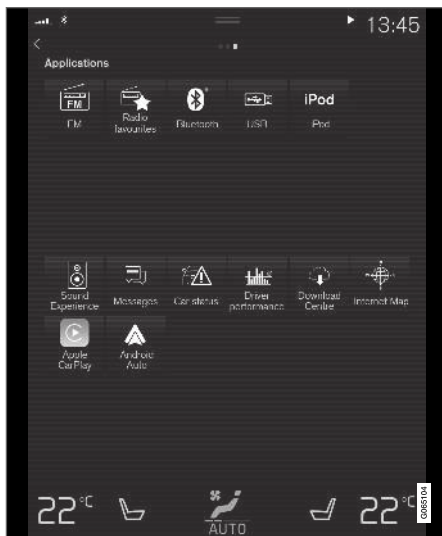 13:45
Applications
FM
FM
Radio
favourites
Bluetooth
USB
iPod
iPod
Sound
Experience
Messages
Car status
Driver
performance
Download
Centre
Internet Map
Apple
CarPlay
Android
Auto
22°C
AUTO
22°C
G065104